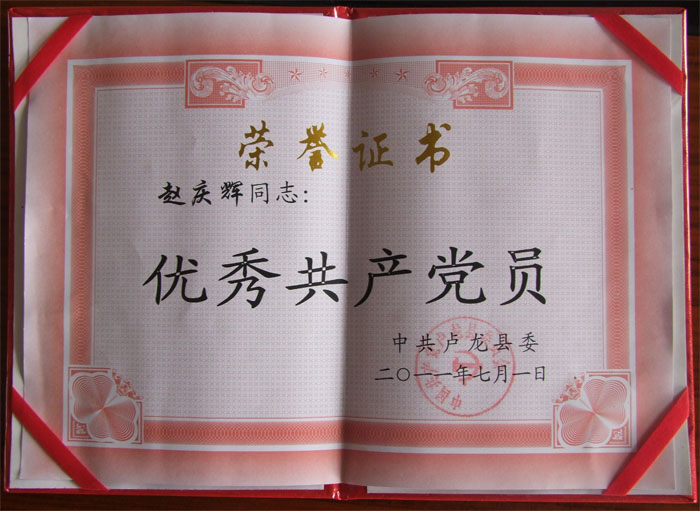 荣誉证书
赵庆辉同志：
优秀共产党员
中共卢龙县委
二〇一一年七月一日